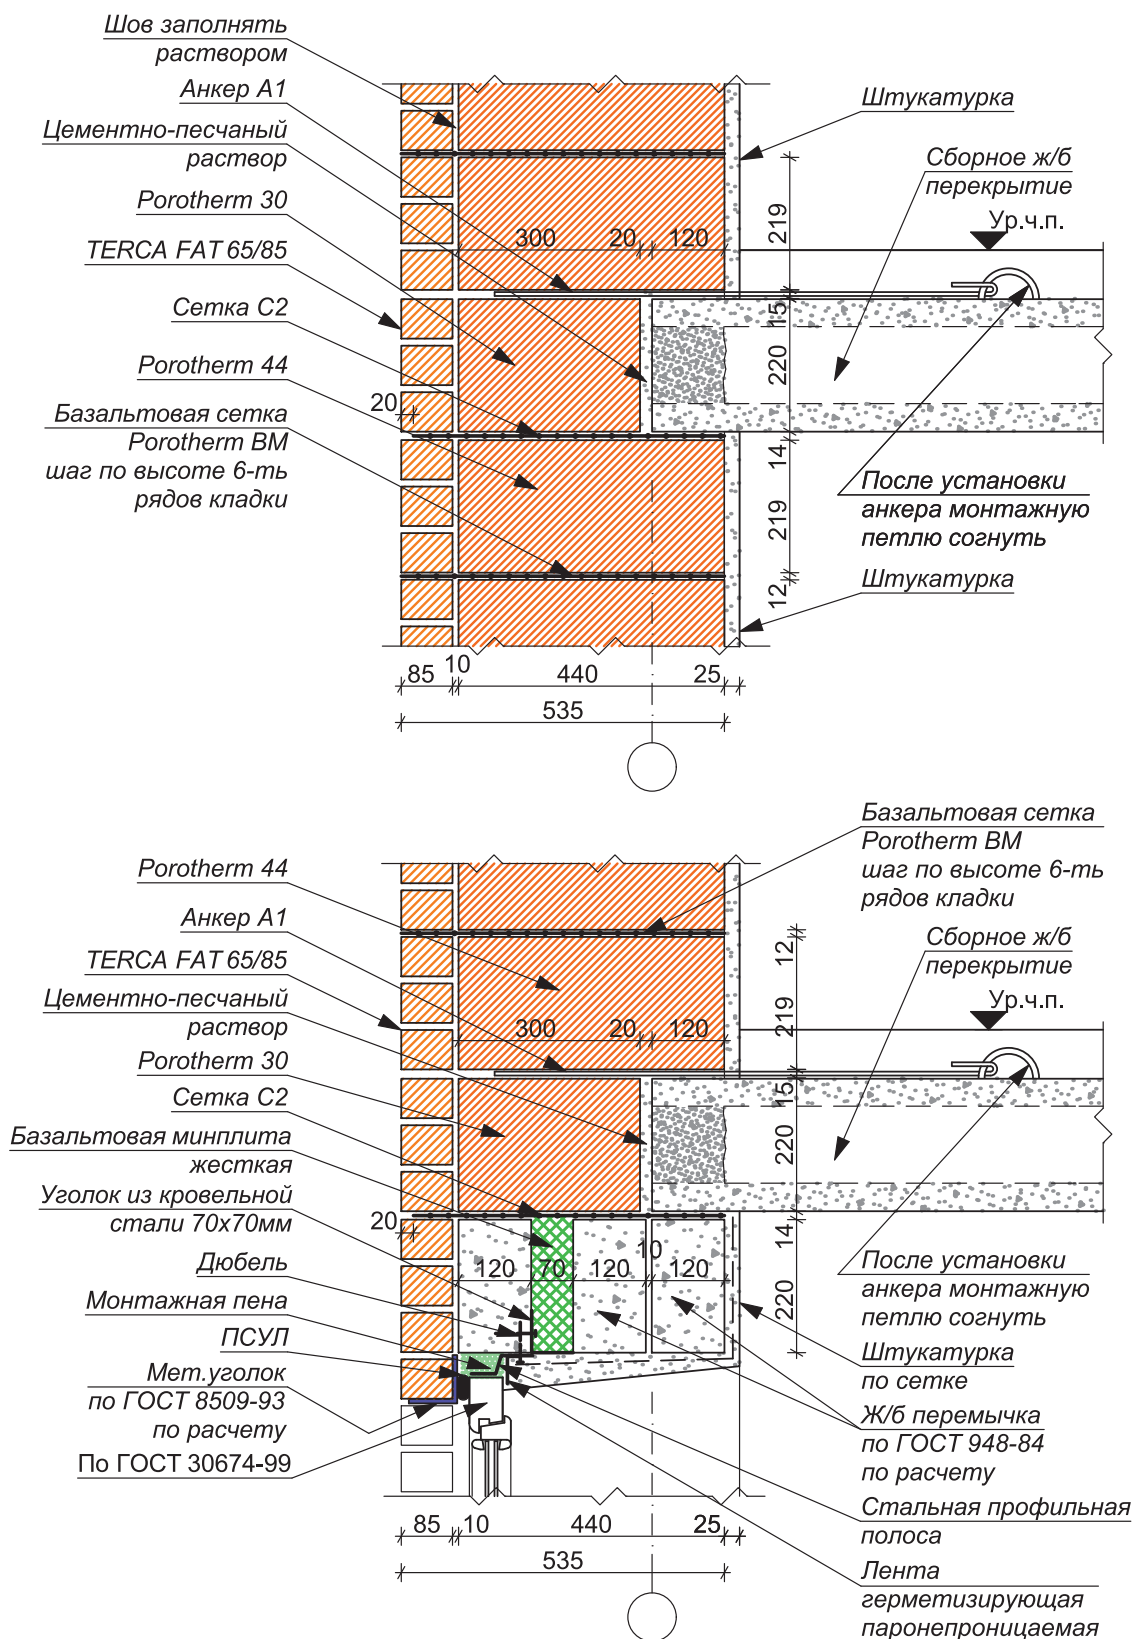 Шов заполнять
раствором
Анкер А1
Цементно-песчаный
раствор
Porotherm 30
TERCA FAT 65/85
Сетка С2
Porotherm 44
20
Базальтовая сетка
Porotherm BM
шаг по высоте 6-ть
рядов кладки
Штукатурка
Сборное ж/б
перекрытие
Ур.ч.п.
300
20
120
219
15
220
14
219
12
После установки
анкера монтажную
петлю согнуть
Штукатурка
85
10
440
25
535
Базальтовая сетка
Porotherm BM
шаг по высоте 6-ть
рядов кладки
Porotherm 44
Анкер А1
TERCA FAT 65/85
Цементно-песчаный
раствор
Porotherm 30
Сетка С2
Базальтовая минплита
жесткая
Уголок из кровельной
стали 70х70мм
20
Дюбель
Монтажная пена
ПСУЛ
Мет.уголок
по ГОСТ 8509-93
по расчету
По ГОСТ 30674-99
Сборное ж/б
перекрытие
Ур.ч.п.
300
20
120
12
219
15
220
14
220
120
70
120
10
120
После установки
анкера монтажную
петлю согнуть
Штукатурка
по сетке
Ж/б перемычка
по ГОСТ 948-84
по расчету
Стальная профильная
полоса
Лента
герметизирующая
паронепроницаемая
85
10
440
25
535